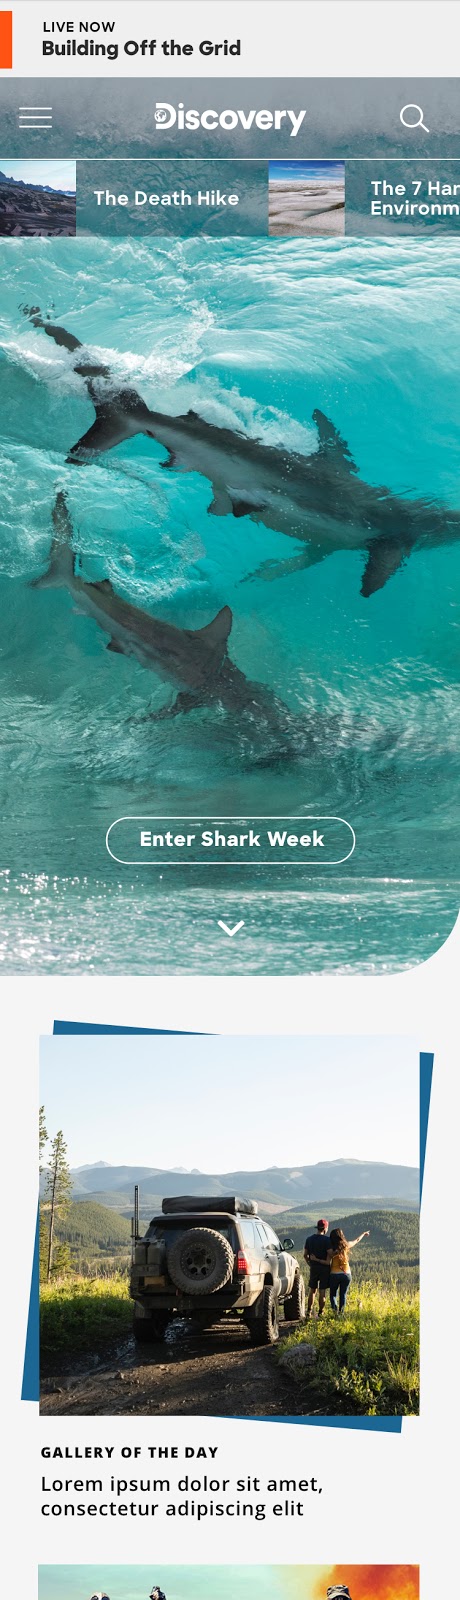 LIVE NOW
Building Off the Grid
Discovery
The Death Hike
The 7 Har
Environm
Enter Shark Week
GALLERY OF THE DAY
Lorem ipsum dolor sit amet,
consectetur adipiscing elit